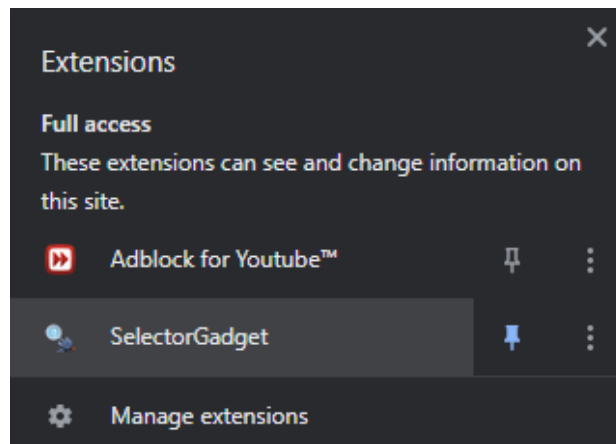 Extensions
Full access
These extensions can see and change information on
this site.
Adblock for Youtube™
SelectorGadget
Manage extensions